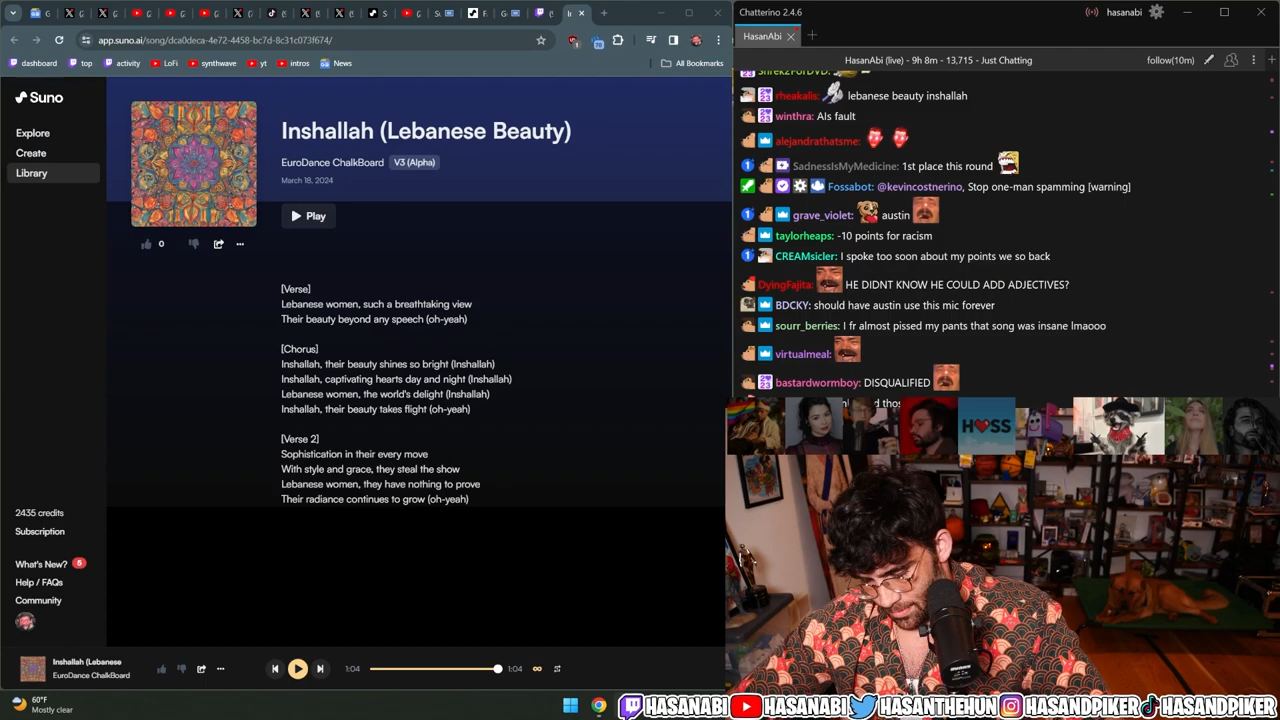 app.suno.ai/song/dca0deca-4e72-4458-bc7d-8c31c073f674/
dashboard
top
activity
LoFi
synthwave
yt
intros
News
All Bookmarks
Suno
Explore
Create
Library
Inshallah (Lebanese Beauty)
EuroDance ChalkBoard V3 (Alpha)
March 18, 2024
Play
0
[Verse]
Lebanese women, such a breathtaking view
Their beauty beyond any speech (oh-yeah)
[Chorus]
Inshallah, their beauty shines so bright (Inshallah)
Inshallah, captivating hearts day and night (Inshallah)
Lebanese women, the world's delight (Inshallah)
Inshallah, their beauty takes flight (oh-yeah)
[Verse 2]
Sophistication in their every move
With style and grace, they steal the show
Lebanese women, they have nothing to prove
Their radiance continues to grow (oh-yeah)
2435 credits
Subscription
What's New? 6
Help / FAQs
Community
Inshallah (Lebanese
EuroDance ChalkBoard
1:04
1:04
60°F
Mostly clear
Chatterino 2.4.6
hasanabi
HasanAbi
HasanAbi (live) - 9h 8m - 13,715 - Just Chatting
follow(10m)
Shrek2ForDVD:
rheakalis: lebanese beauty inshallah
winthra: AIs fault
alejandrathatsme:
SadnessIsMyMedicine: 1st place this round
Fossabot: @kevincostnerino, Stop one-man spamming [warning]
grave_violet: austin
taylorheaps: -10 points for racism
CREAMsicler: I spoke too soon about my points we so back
DyingFajita: HE DIDNT KNOW HE COULD ADD ADJECTIVES?
BDCKY: should have austin use this mic forever
sourr_berries: I fr almost pissed my pants that song was insane lmaooo
virtualmeal:
bastardwormboy: DISQUALIFIED
HOSS
HASANABI HASANABI HASANTHEHUN HASANDPIKER HASANDPIKER